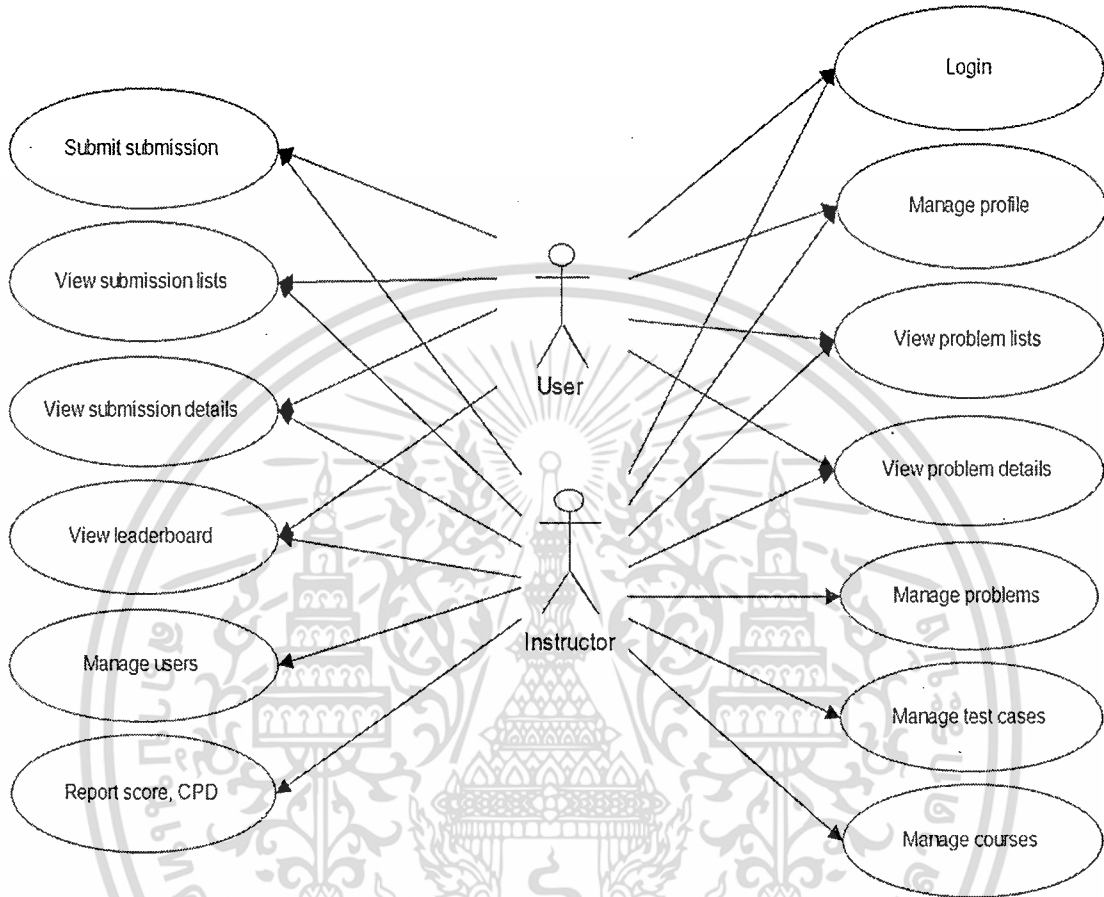 Submit submission
View submission lists
View submission details
View leaderboard
Manage users
Report score, CPD
User
Instructor
Login
Manage profile
View problem lists
View problem details
Manage problems
Manage test cases
Manage courses